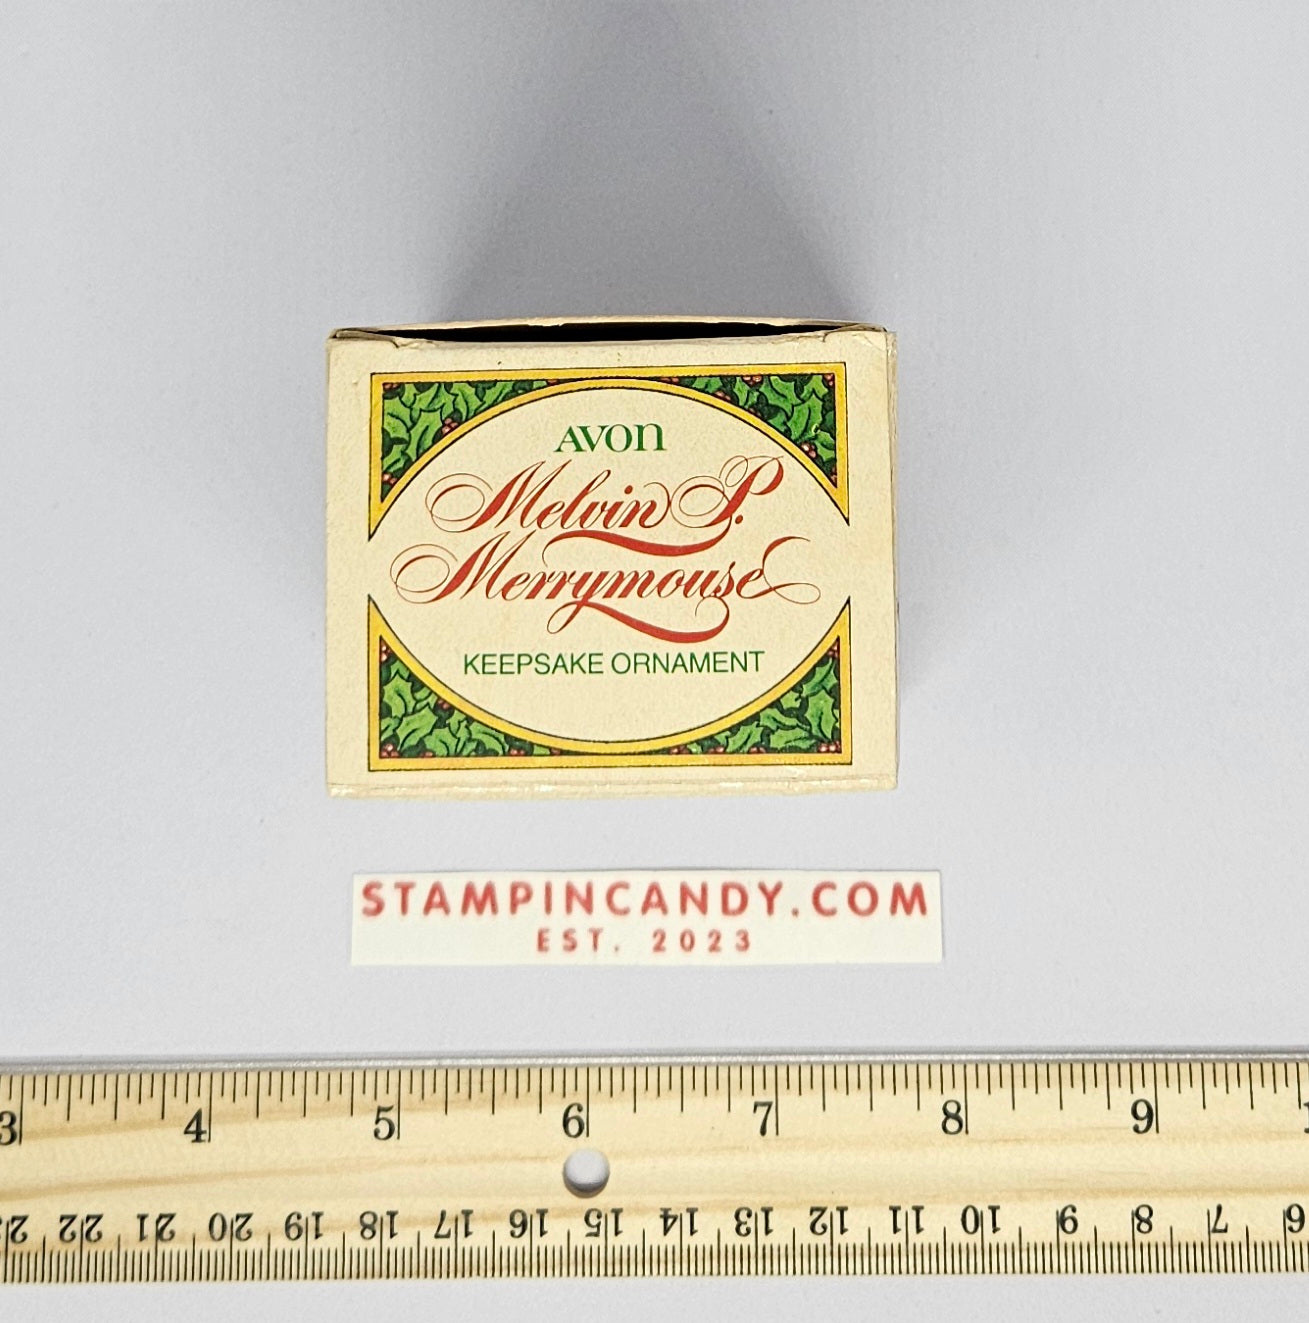 AVON
Melvin P.
Merrymouse
KEEPSAKE ORNAMENT
STAMPINCANDY.COM
EST. 2023
3 4 5 6 7 8 9
22 21 20 19 18 17 16 15 14 13 12 11 10 9 8 7 6